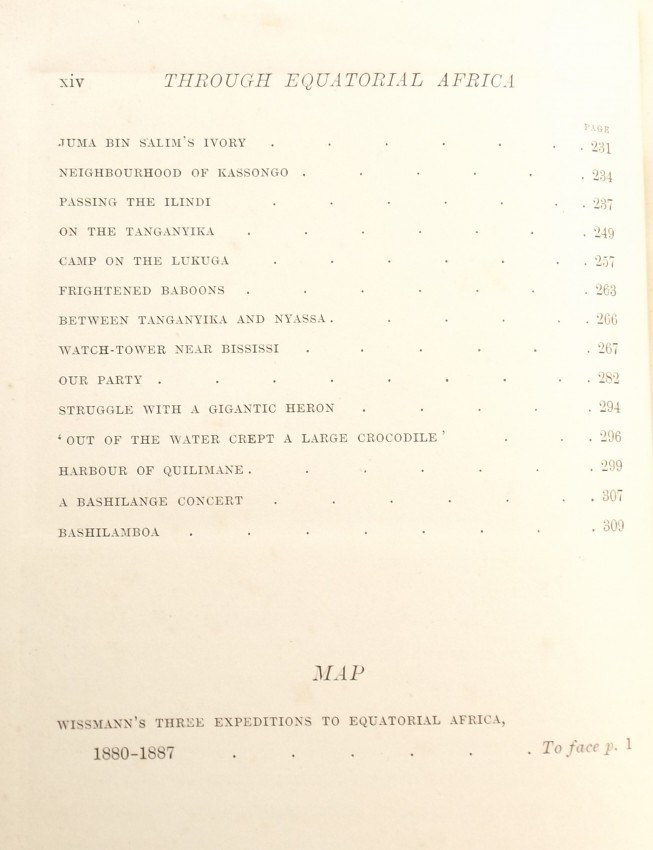 xiv THROUGH EQUATORIAL AFRICA
PAGE
JUMA BIN SALIM'S IVORY . . . . . . . 231
NEIGHBOURHOOD OF KASSONGO . . . . . . 234
PASSING THE ILINDI . . . . . . . 237
ON THE TANGANYIKA . . . . . . . 249
CAMP ON THE LUKUGA . . . . . . . 257
FRIGHTENED BABOONS . . . . . . . 263
BETWEEN TANGANYIKA AND NYASSA . . . . . . 266
WATCH-TOWER NEAR BISSISSI . . . . . . 267
OUR PARTY . . . . . . . . . 282
STRUGGLE WITH A GIGANTIC HERON . . . . . 294
‘OUT OF THE WATER CREPT A LARGE CROCODILE’ . . . 296
HARBOUR OF QUILIMANE . . . . . . . 299
A BASHILANGE CONCERT . . . . . . . 307
BASHILAMBOA . . . . . . . . 309
MAP
WISSMANN'S THREE EXPEDITIONS TO EQUATORIAL AFRICA,
1880–1887 . . . . . . To face p. 1